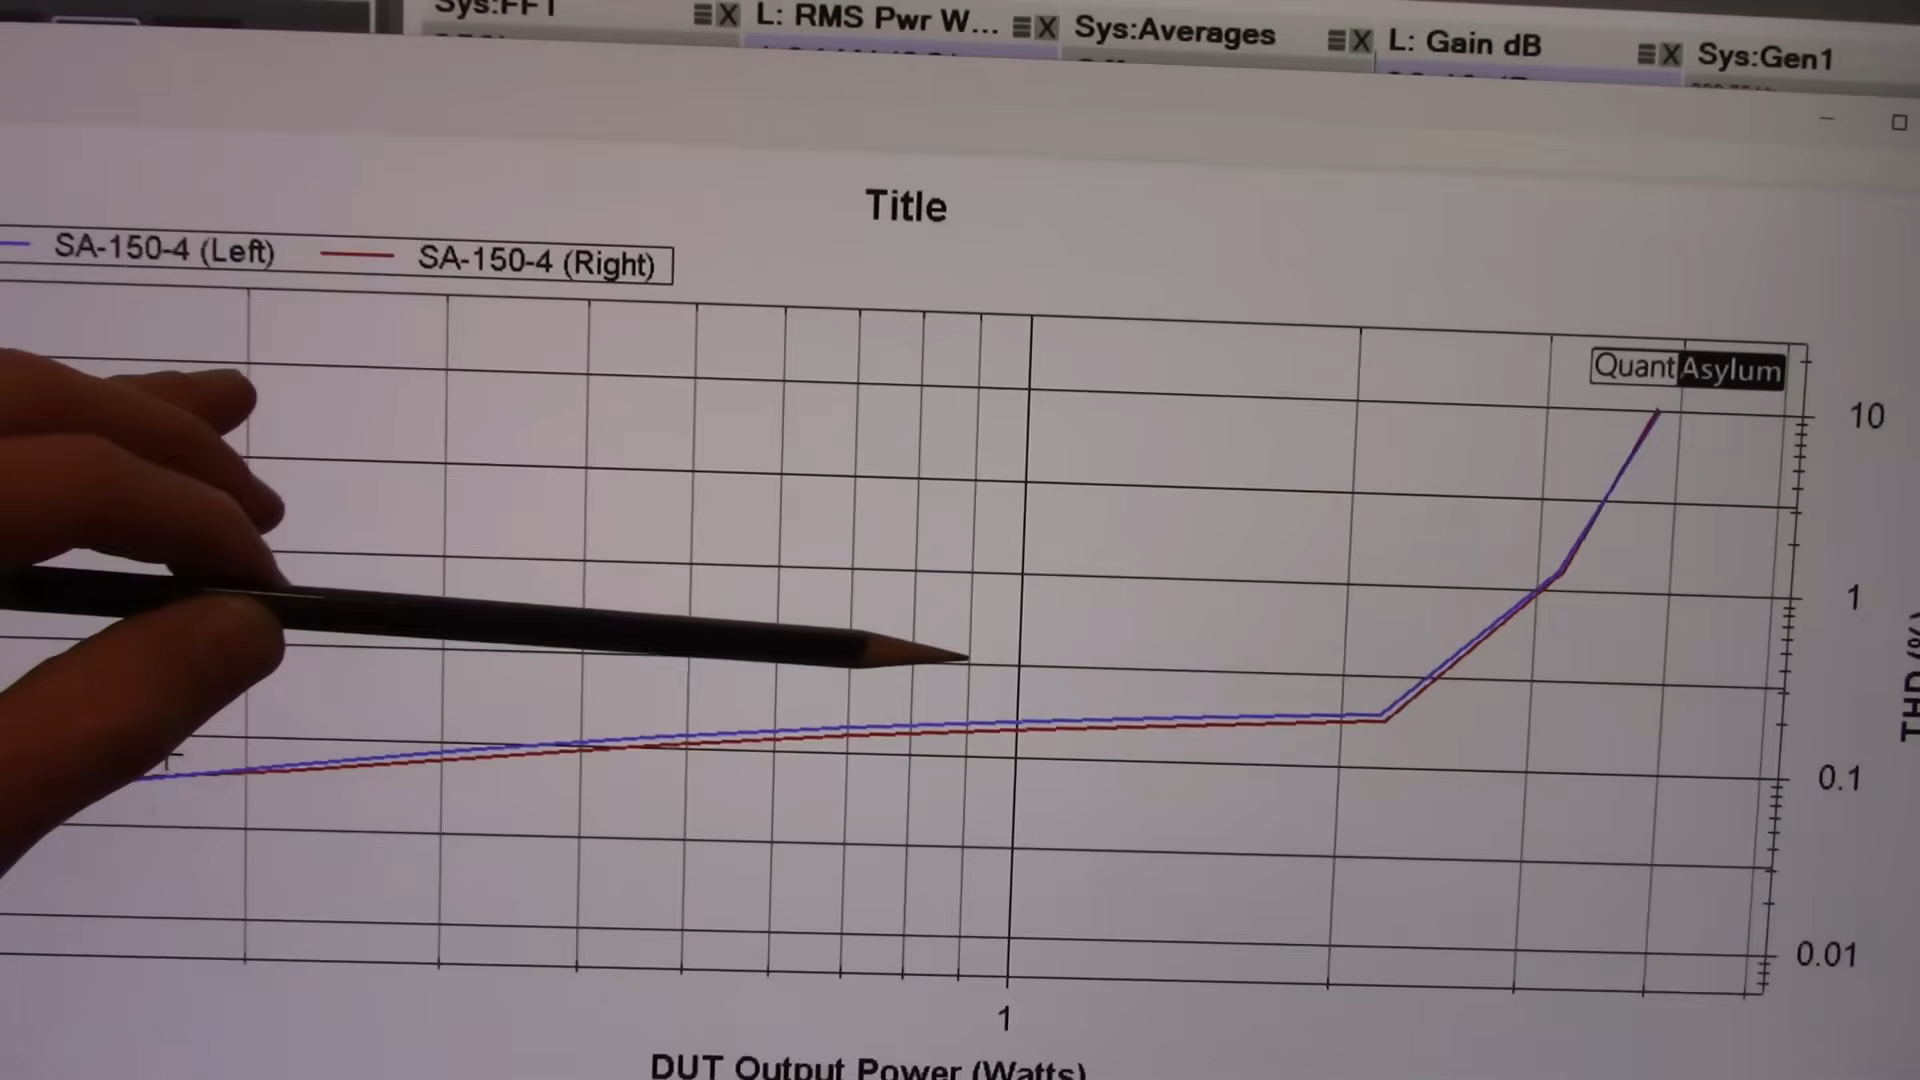 Sys:FFT
L: RMS Pwr W...
Sys:Averages
L: Gain dB
Sys:Gen1
Title
SA-150-4 (Left)
SA-150-4 (Right)
QuantAsylum
10
1
0.1
0.01
THD (%)
1
DUT Output Power (Watts)